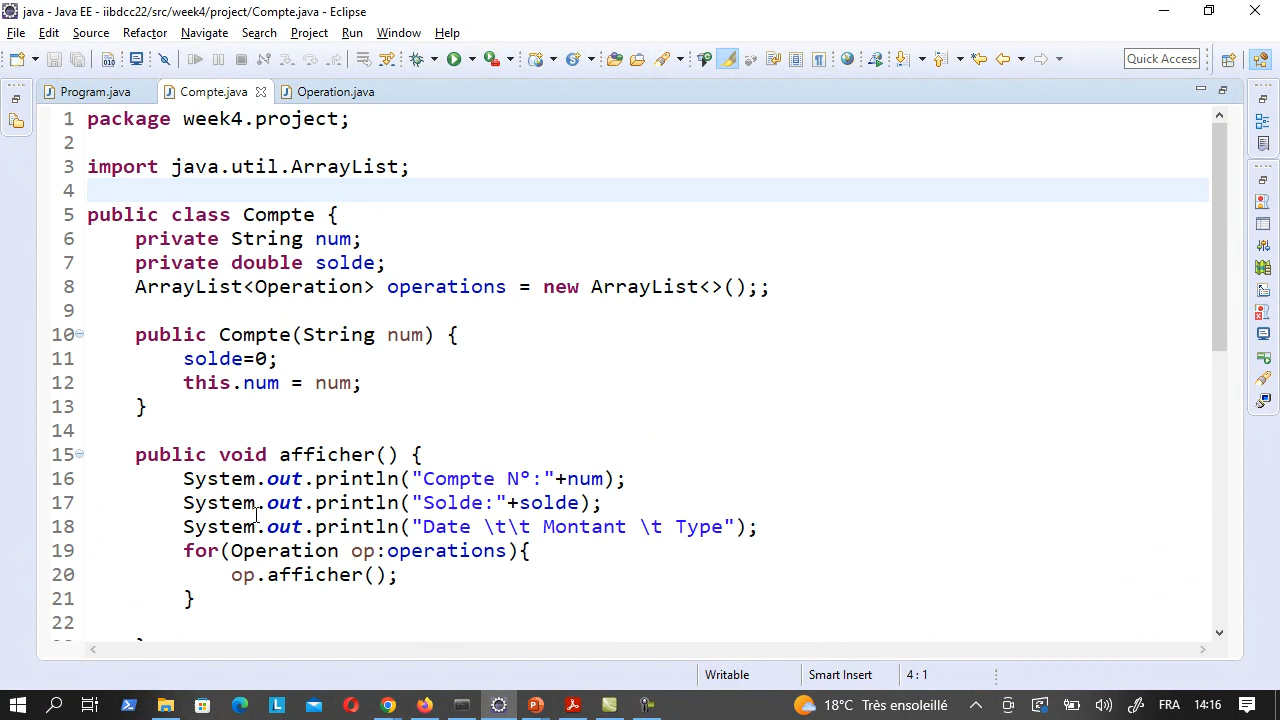 java - Java EE - iibdcc22/src/week4/project/Compte.java - Eclipse
File Edit Source Refactor Navigate Search Project Run Window Help
Quick Access
Program.java Compte.java Operation.java
1 package week4.project;
2
3 import java.util.ArrayList;
4
5 public class Compte {
6 private String num;
7 private double solde;
8 ArrayList<Operation> operations = new ArrayList<>();;
9
10 public Compte(String num) {
11 solde=0;
12 this.num = num;
13 }
14
15 public void afficher() {
16 System.out.println("Compte N°:"+num);
17 System.out.println("Solde:"+solde);
18 System.out.println("Date \t\t Montant \t Type");
19 for(Operation op:operations){
20 op.afficher();
21 }
22
Writable Smart Insert 4 : 1
18°C Très ensoleillé FRA 14:16